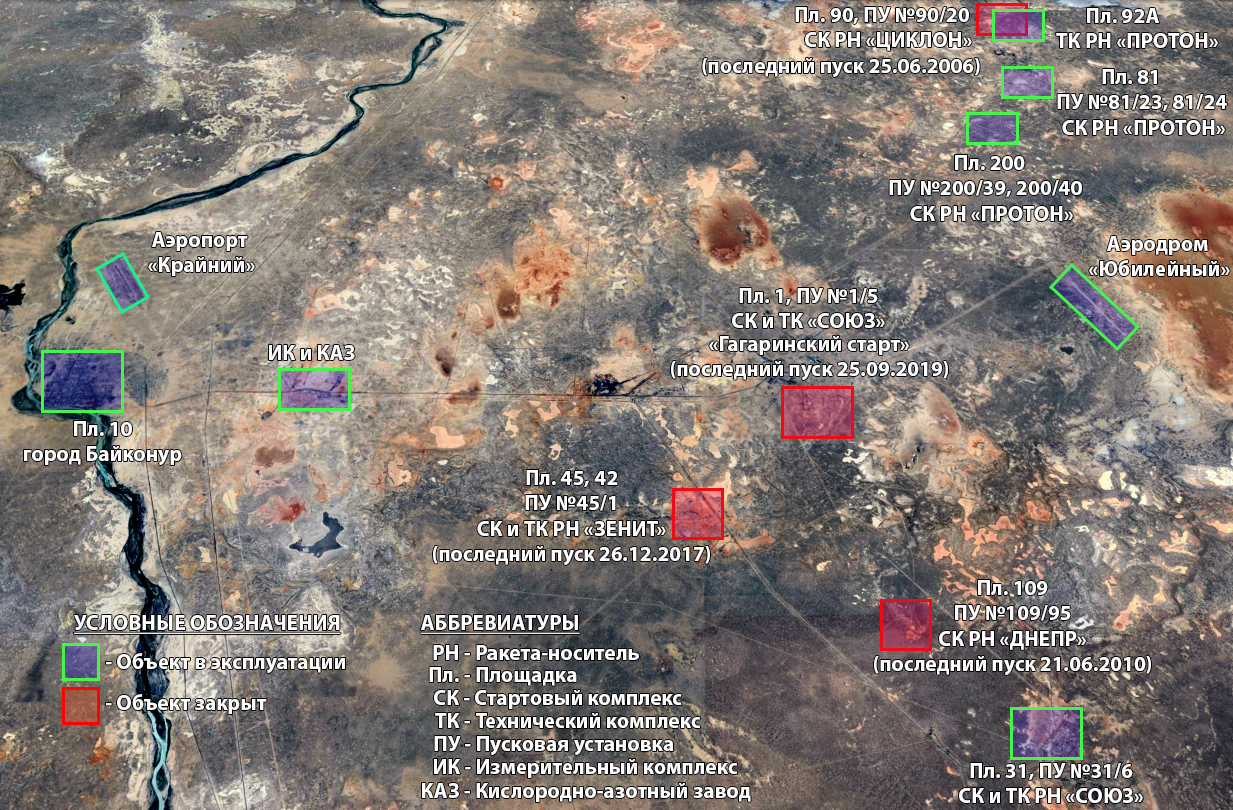 Пл. 90, ПУ №90/20
СК РН «ЦИКЛОН»
(последний пуск 25.06.2006)
Пл. 92А
ТК РН «ПРОТОН»
Пл. 81
ПУ №81/23, 81/24
СК РН «ПРОТОН»
Пл. 200
ПУ №200/39, 200/40
СК РН «ПРОТОН»
Аэропорт
«Крайний»
Аэродром
«Юбилейный»
Пл. 1, ПУ №1/5
СК и ТК «СОЮЗ»
«Гагаринский старт»
(последний пуск 25.09.2019)
ИК и КАЗ
Пл. 10
город Байконур
Пл. 45, 42
ПУ №45/1
СК и ТК РН «ЗЕНИТ»
(последний пуск 26.12.2017)
Пл. 109
ПУ №109/95
СК РН «ДНЕПР»
(последний пуск 21.06.2010)
Пл. 31, ПУ №31/6
СК и ТК РН «СОЮЗ»
УСЛОВНЫЕ ОБОЗНАЧЕНИЯ
- Объект в эксплуатации
- Объект закрыт
АББРЕВИАТУРЫ
РН - Ракета-носитель
Пл. - Площадка
СК - Стартовый комплекс
ТК - Технический комплекс
ПУ - Пусковая установка
ИК - Измерительный комплекс
КАЗ - Кислородно-азотный завод